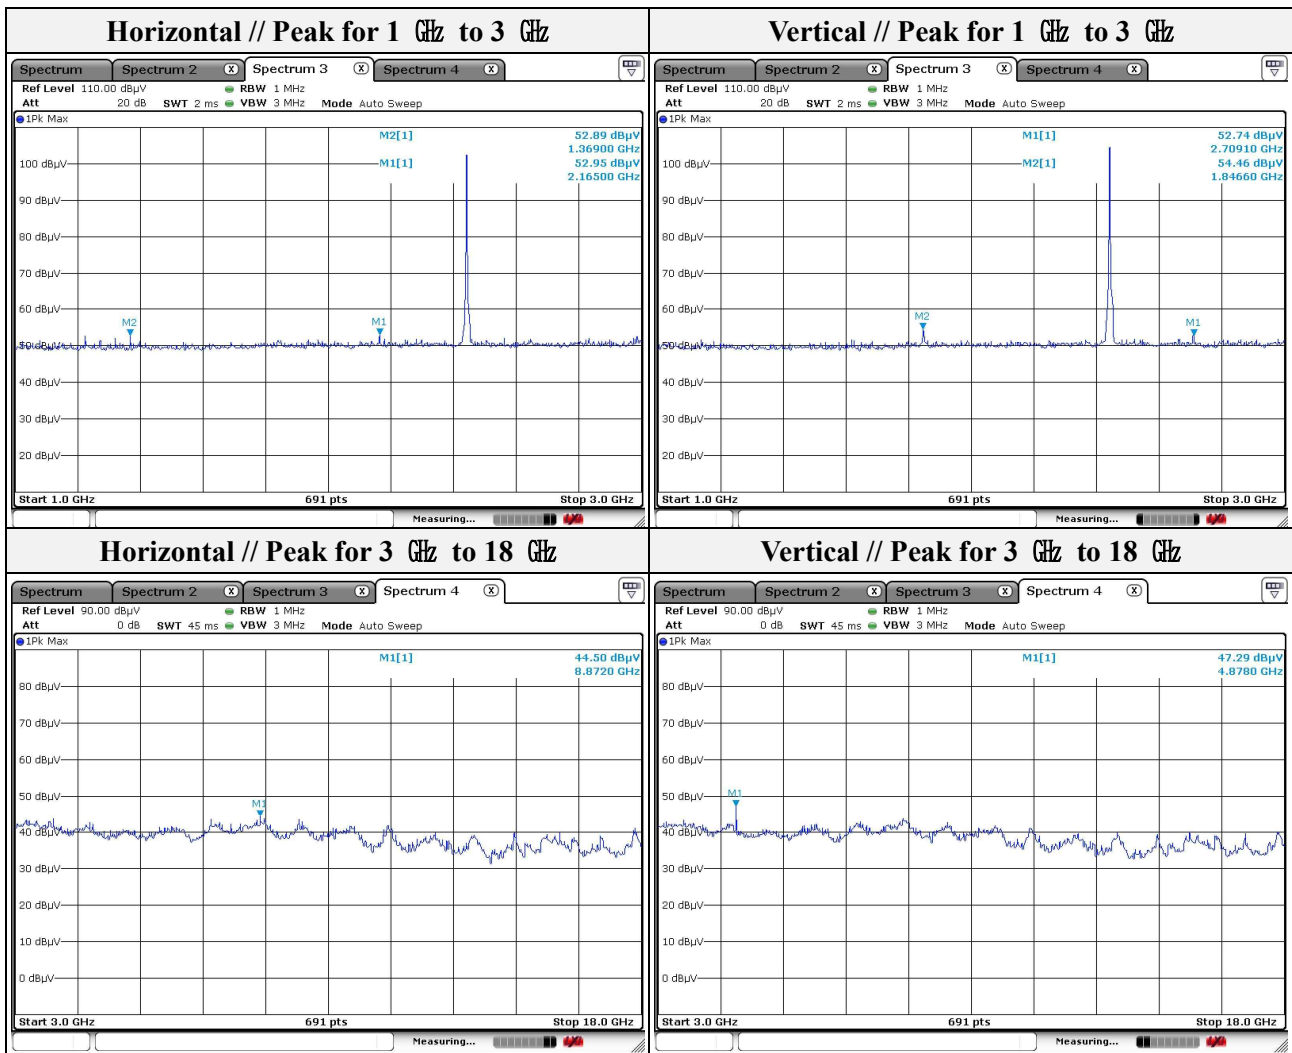 Horizontal // Peak for 1 ㎓ to 3 ㎓
Spectrum Spectrum 2 X Spectrum 3 X Spectrum 4 X
Ref Level 110.00 dBµV RBW 1 MHz
Att 20 dB SWT 2 ms VBW 3 MHz Mode Auto Sweep
1Pk Max
M2[1] 52.89 dBµV
1.36900 GHz
M1[1] 52.95 dBµV
2.16500 GHz
100 dBµV
90 dBµV
80 dBµV
70 dBµV
60 dBµV
M2 M1
50 dBµV
40 dBµV
30 dBµV
20 dBµV
Start 1.0 GHz 691 pts Stop 3.0 GHz
Measuring...
Vertical // Peak for 1 ㎓ to 3 ㎓
Spectrum Spectrum 2 X Spectrum 3 X Spectrum 4 X
Ref Level 110.00 dBµV RBW 1 MHz
Att 20 dB SWT 2 ms VBW 3 MHz Mode Auto Sweep
1Pk Max
M1[1] 52.74 dBµV
2.70910 GHz
M2[1] 54.46 dBµV
1.84660 GHz
100 dBµV
90 dBµV
80 dBµV
70 dBµV
60 dBµV
M2 M1
50 dBµV
40 dBµV
30 dBµV
20 dBµV
Start 1.0 GHz 691 pts Stop 3.0 GHz
Measuring...
Horizontal // Peak for 3 ㎓ to 18 ㎓
Spectrum Spectrum 2 X Spectrum 3 X Spectrum 4 X
Ref Level 90.00 dBµV RBW 1 MHz
Att 0 dB SWT 45 ms VBW 3 MHz Mode Auto Sweep
1Pk Max
M1[1] 44.50 dBµV
8.8720 GHz
80 dBµV
70 dBµV
60 dBµV
50 dBµV
M1
40 dBµV
30 dBµV
20 dBµV
10 dBµV
0 dBµV
Start 3.0 GHz 691 pts Stop 18.0 GHz
Measuring...
Vertical // Peak for 3 ㎓ to 18 ㎓
Spectrum Spectrum 2 X Spectrum 3 X Spectrum 4 X
Ref Level 90.00 dBµV RBW 1 MHz
Att 0 dB SWT 45 ms VBW 3 MHz Mode Auto Sweep
1Pk Max
M1[1] 47.29 dBµV
4.8780 GHz
80 dBµV
70 dBµV
60 dBµV
50 dBµV
M1
40 dBµV
30 dBµV
20 dBµV
10 dBµV
0 dBµV
Start 3.0 GHz 691 pts Stop 18.0 GHz
Measuring...